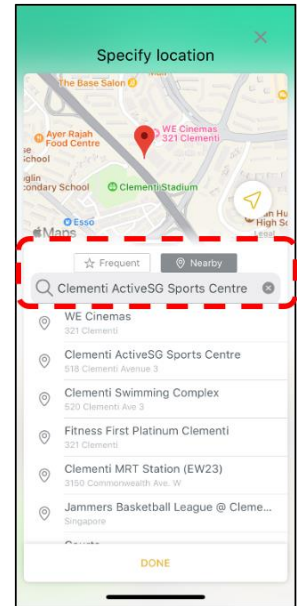 Specify location
The Base Salon
WE Cinemas
321 Clementi
Ayer Rajah
Food Centre
School
ondary School
Clementi Stadium
Esso
Maps
High Sc
Legal
Frequent
Nearby
Clementi ActiveSG Sports Centre
WE Cinemas
321 Clementi
Clementi ActiveSG Sports Centre
518 Clementi Avenue 3
Clementi Swimming Complex
520 Clementi Ave 3
Fitness First Platinum Clementi
321 Clementi
Clementi MRT Station (EW23)
3150 Commonwealth Ave. W
Jammers Basketball League @ Cleme...
Singapore
DONE